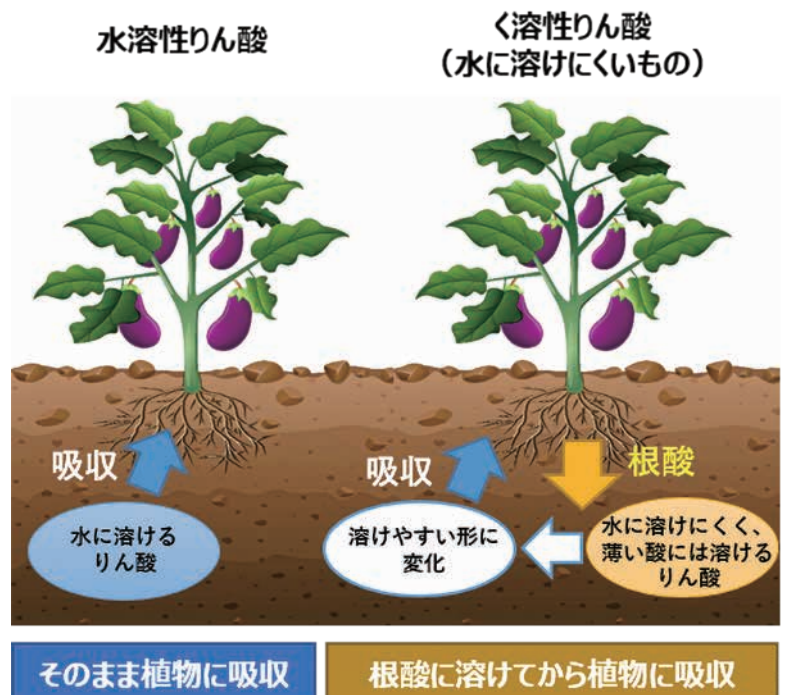 水溶性りん酸
く溶性りん酸
（水に溶けにくいもの）
吸収
水に溶ける
りん酸
吸収
根酸
溶けやすい形に
変化
水に溶けにくく、
薄い酸には溶ける
りん酸
そのまま植物に吸収
根酸に溶けてから植物に吸収